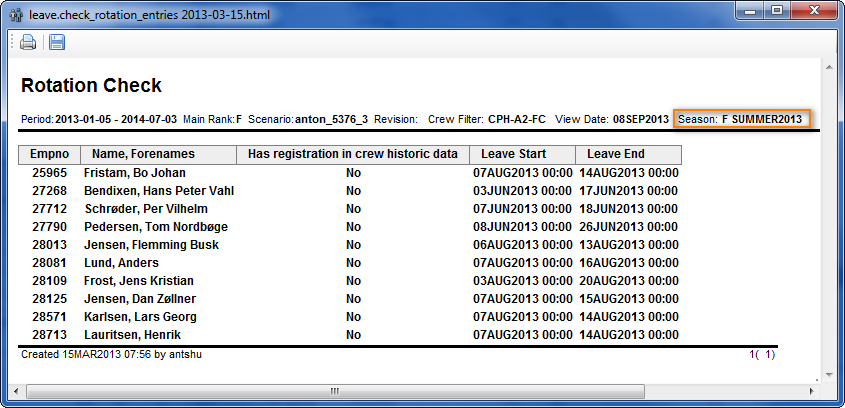 leave.check_rotation_entries 2013-03-15.html
Rotation Check
Period:2013-01-05 - 2014-07-03 Main Rank:F Scenario:anton_5376_3 Revision: Crew Filter: CPH-A2-FC View Date: 08SEP2013 Season: F SUMMER2013
Empno Name, Forenames Has registration in crew historic data Leave Start Leave End
25965 Fristam, Bo Johan No 07AUG2013 00:00 14AUG2013 00:00
27268 Bendixen, Hans Peter Vahl No 03JUN2013 00:00 17JUN2013 00:00
27712 Schrøder, Per Vilhelm No 07JUN2013 00:00 18JUN2013 00:00
27790 Pedersen, Tom Nordbøge No 08JUN2013 00:00 26JUN2013 00:00
28013 Jensen, Flemming Busk No 06AUG2013 00:00 13AUG2013 00:00
28081 Lund, Anders No 07AUG2013 00:00 16AUG2013 00:00
28109 Frost, Jens Kristian No 03AUG2013 00:00 20AUG2013 00:00
28125 Jensen, Dan Zøllner No 07AUG2013 00:00 15AUG2013 00:00
28571 Karlsen, Lars Georg No 07AUG2013 00:00 14AUG2013 00:00
28713 Lauritsen, Henrik No 07AUG2013 00:00 14AUG2013 00:00
Created 15MAR2013 07:56 by antshu 1( 1)